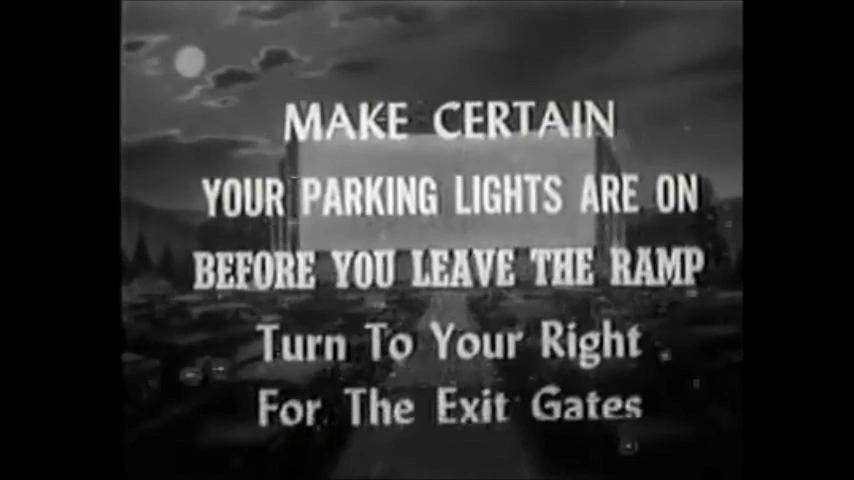 MAKE CERTAIN
YOUR PARKING LIGHTS ARE ON
BEFORE YOU LEAVE THE RAMP
Turn To Your Right
For The Exit Gates